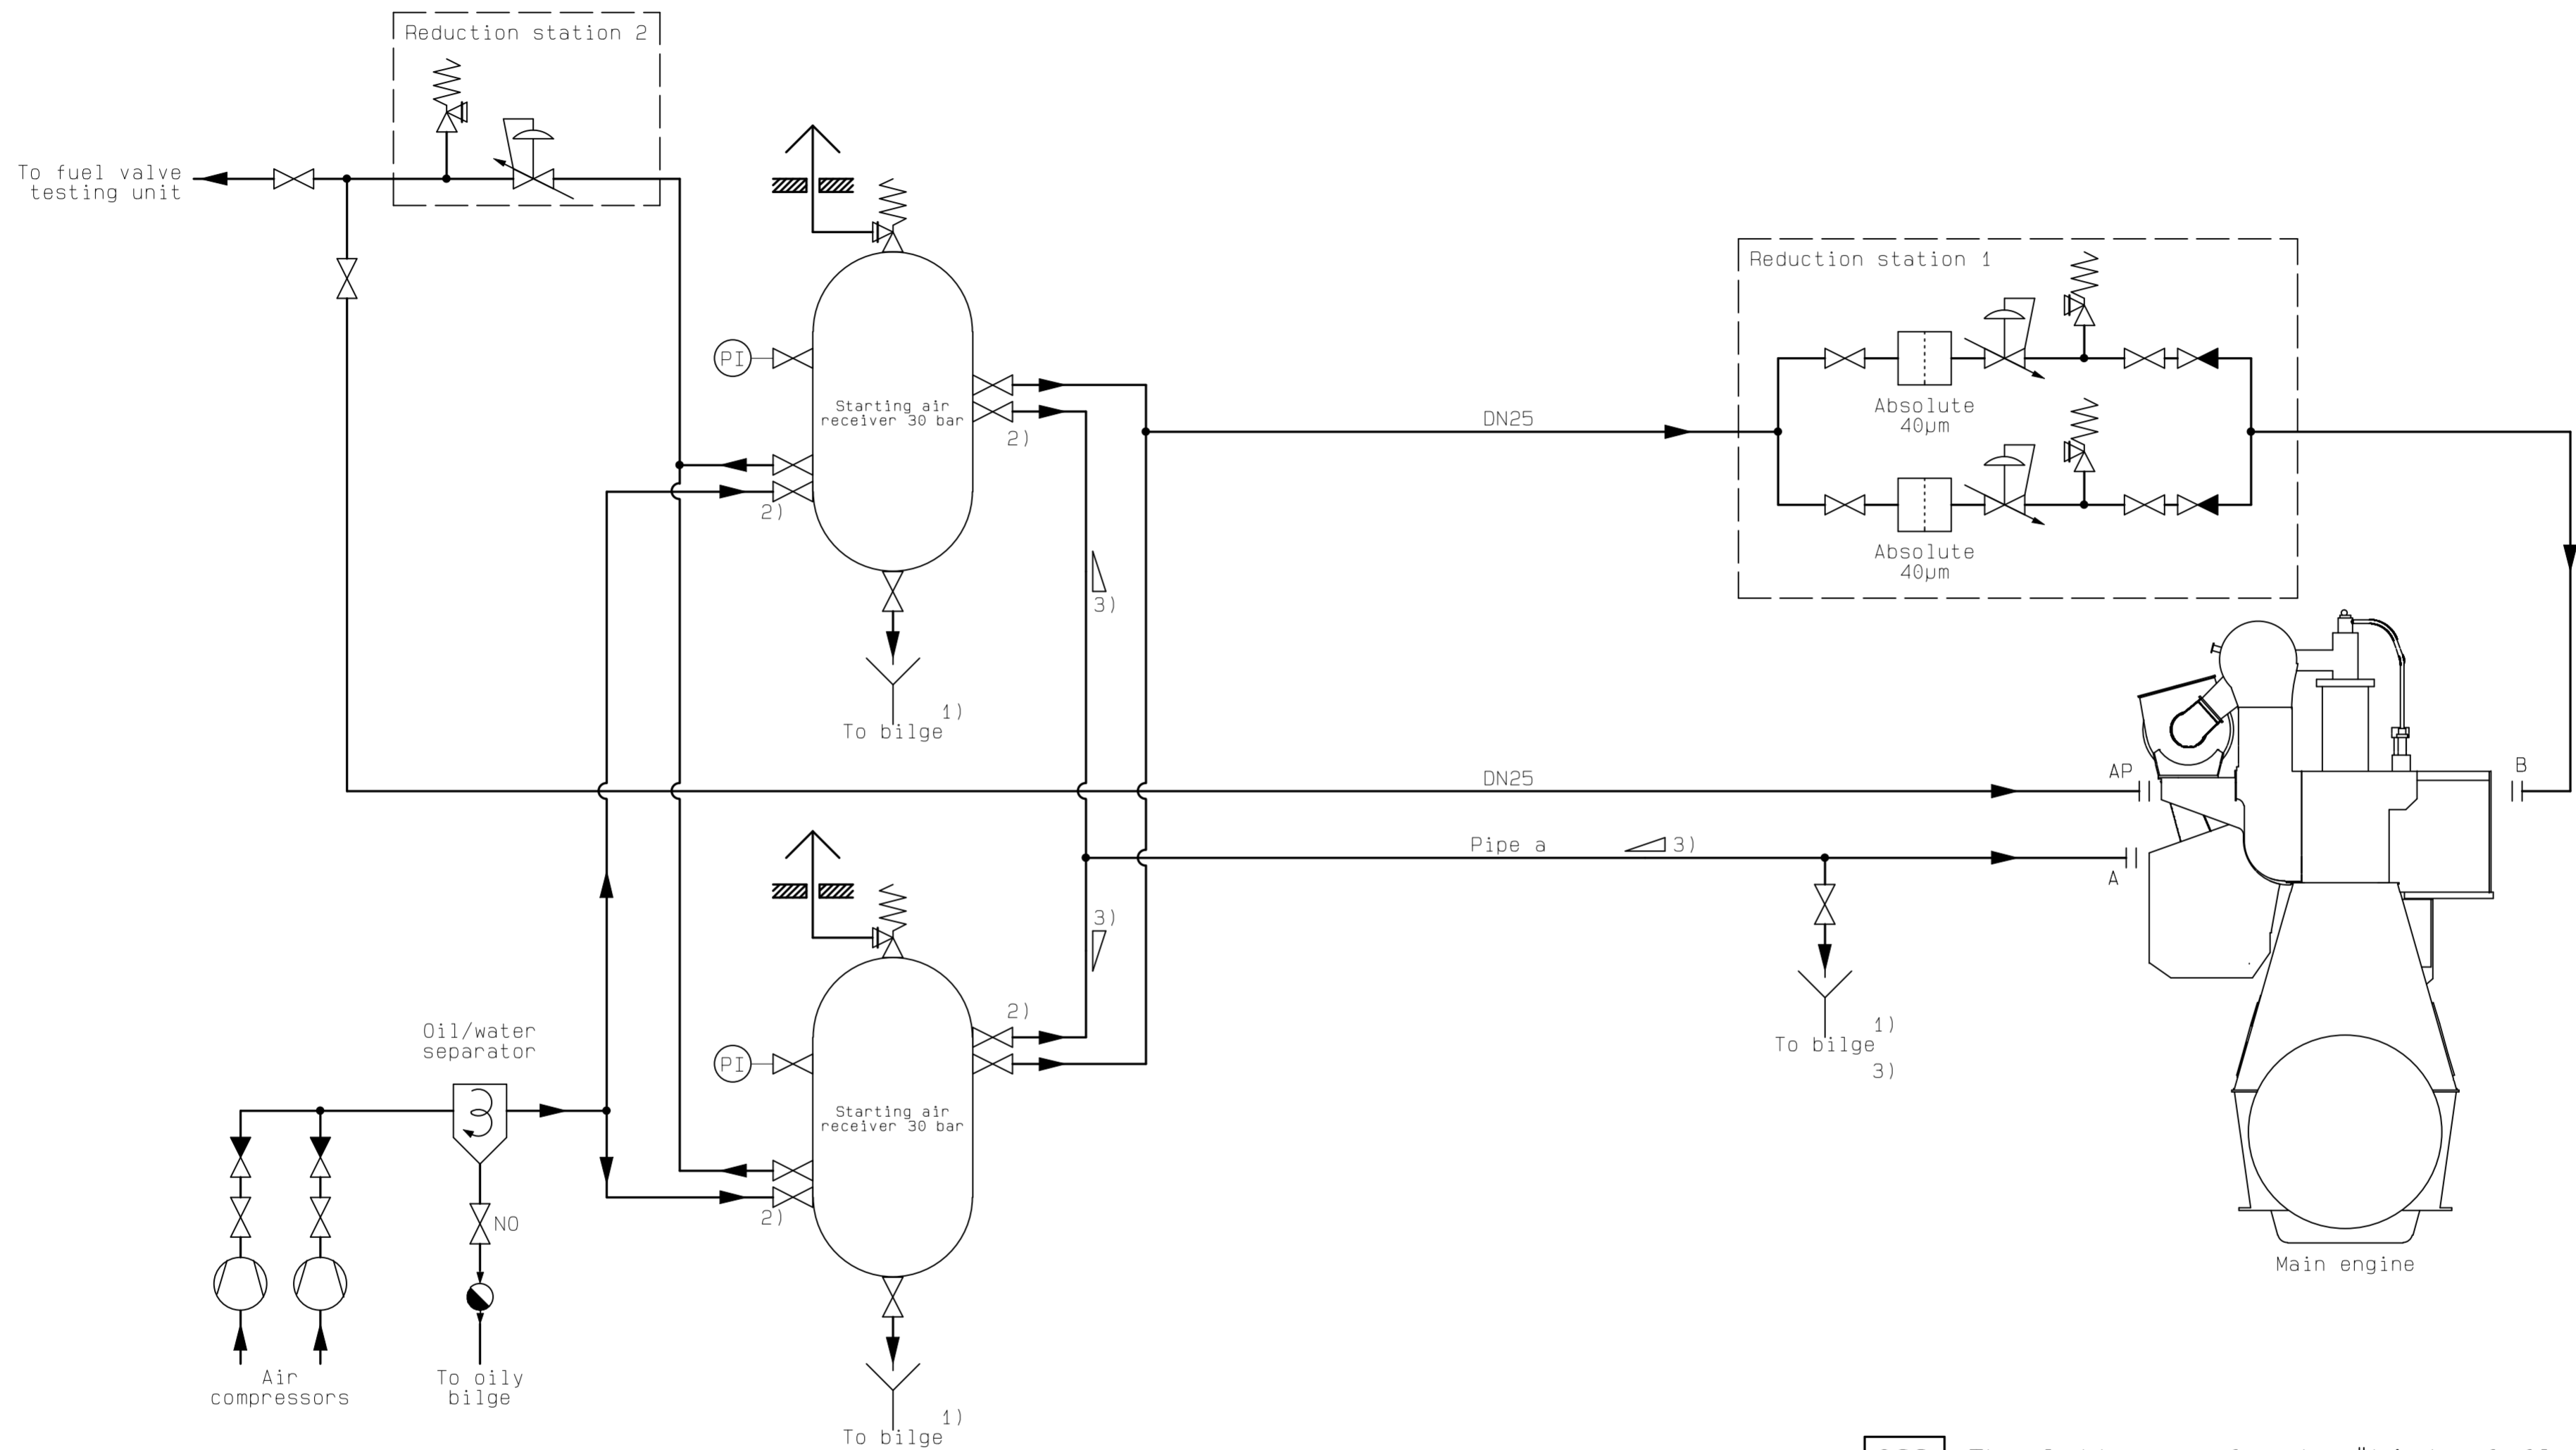 Reduction station 2
To fuel valve
testing unit
Reduction station 1
PI
Starting air
receiver 30 bar
2)
2)
DN25
Absolute
40µm
Absolute
40µm
3)
1)
To bilge
DN25
AP
B
Pipe a
3)
A
3)
2)
Oil/water
separator
PI
Starting air
receiver 30 bar
2)
NO
1)
To bilge
3)
Main engine
Air
compressors
To oily
bilge
1)
To bilge